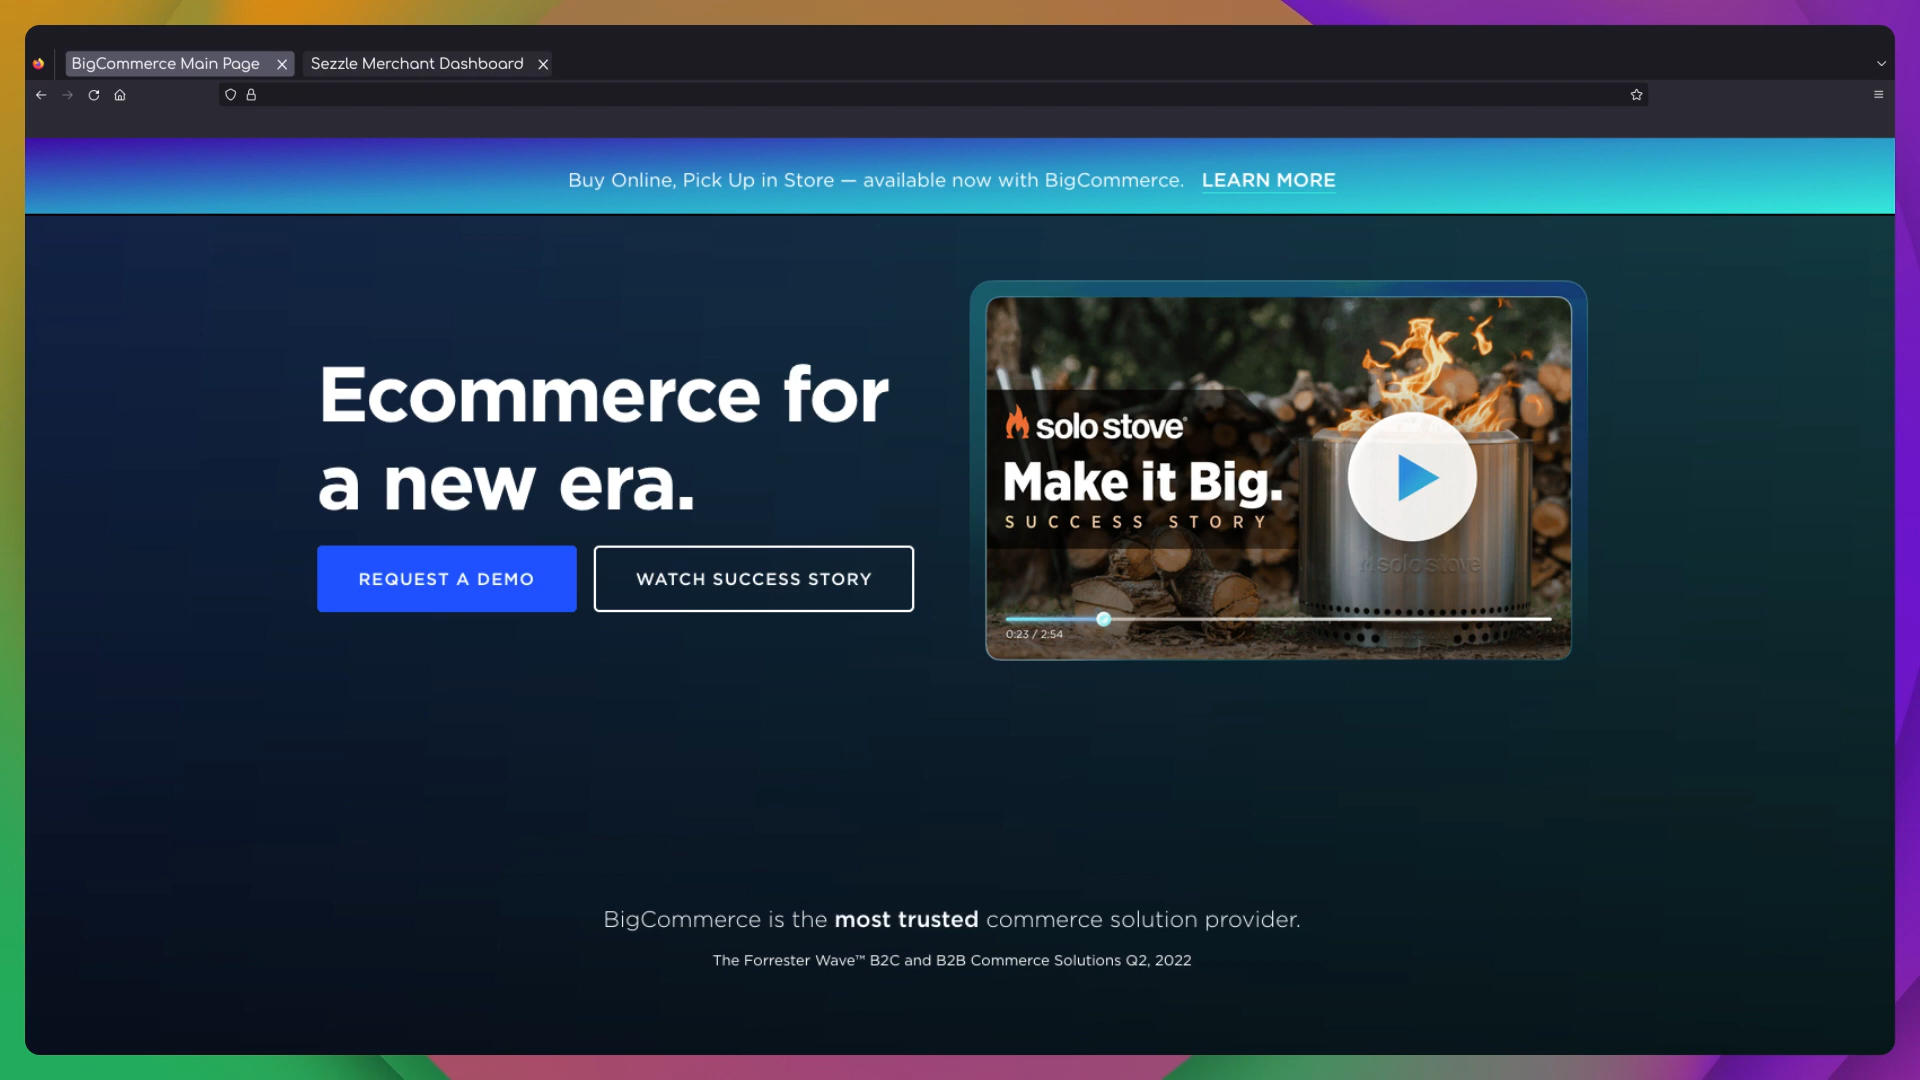 BigCommerce Main Page
Sezzle Merchant Dashboard
Buy Online, Pick Up in Store — available now with BigCommerce. LEARN MORE
Ecommerce for
a new era.
REQUEST A DEMO
WATCH SUCCESS STORY
solo stove
Make it Big.
SUCCESS STORY
solo stove
0:23 / 2:54
BigCommerce is the most trusted commerce solution provider.
The Forrester Wave™ B2C and B2B Commerce Solutions Q2, 2022